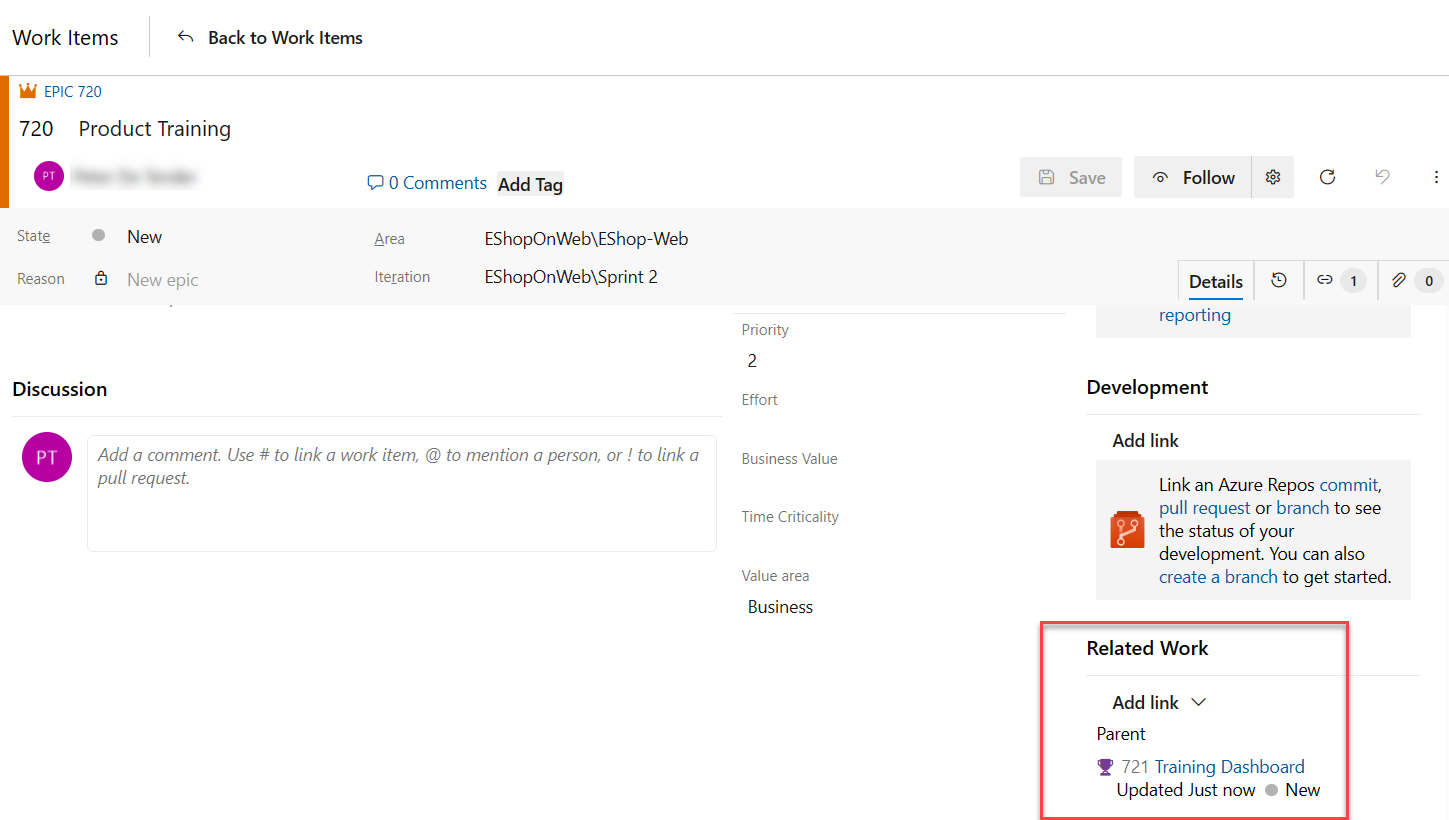 Work Items
Back to Work Items
EPIC 720
720 Product Training
PT
0 Comments
Add Tag
Save
Follow
State
New
Area
EShopOnWeb\EShop-Web
Reason
New epic
Iteration
EShopOnWeb\Sprint 2
Details
1
0
reporting
Discussion
PT
Add a comment. Use # to link a work item, @ to mention a person, or ! to link a
pull request.
Priority
2
Effort
Business Value
Time Criticality
Value area
Business
Development
Add link
Link an Azure Repos commit,
pull request or branch to see
the status of your
development. You can also
create a branch to get started.
Related Work
Add link
Parent
721 Training Dashboard
Updated Just now New